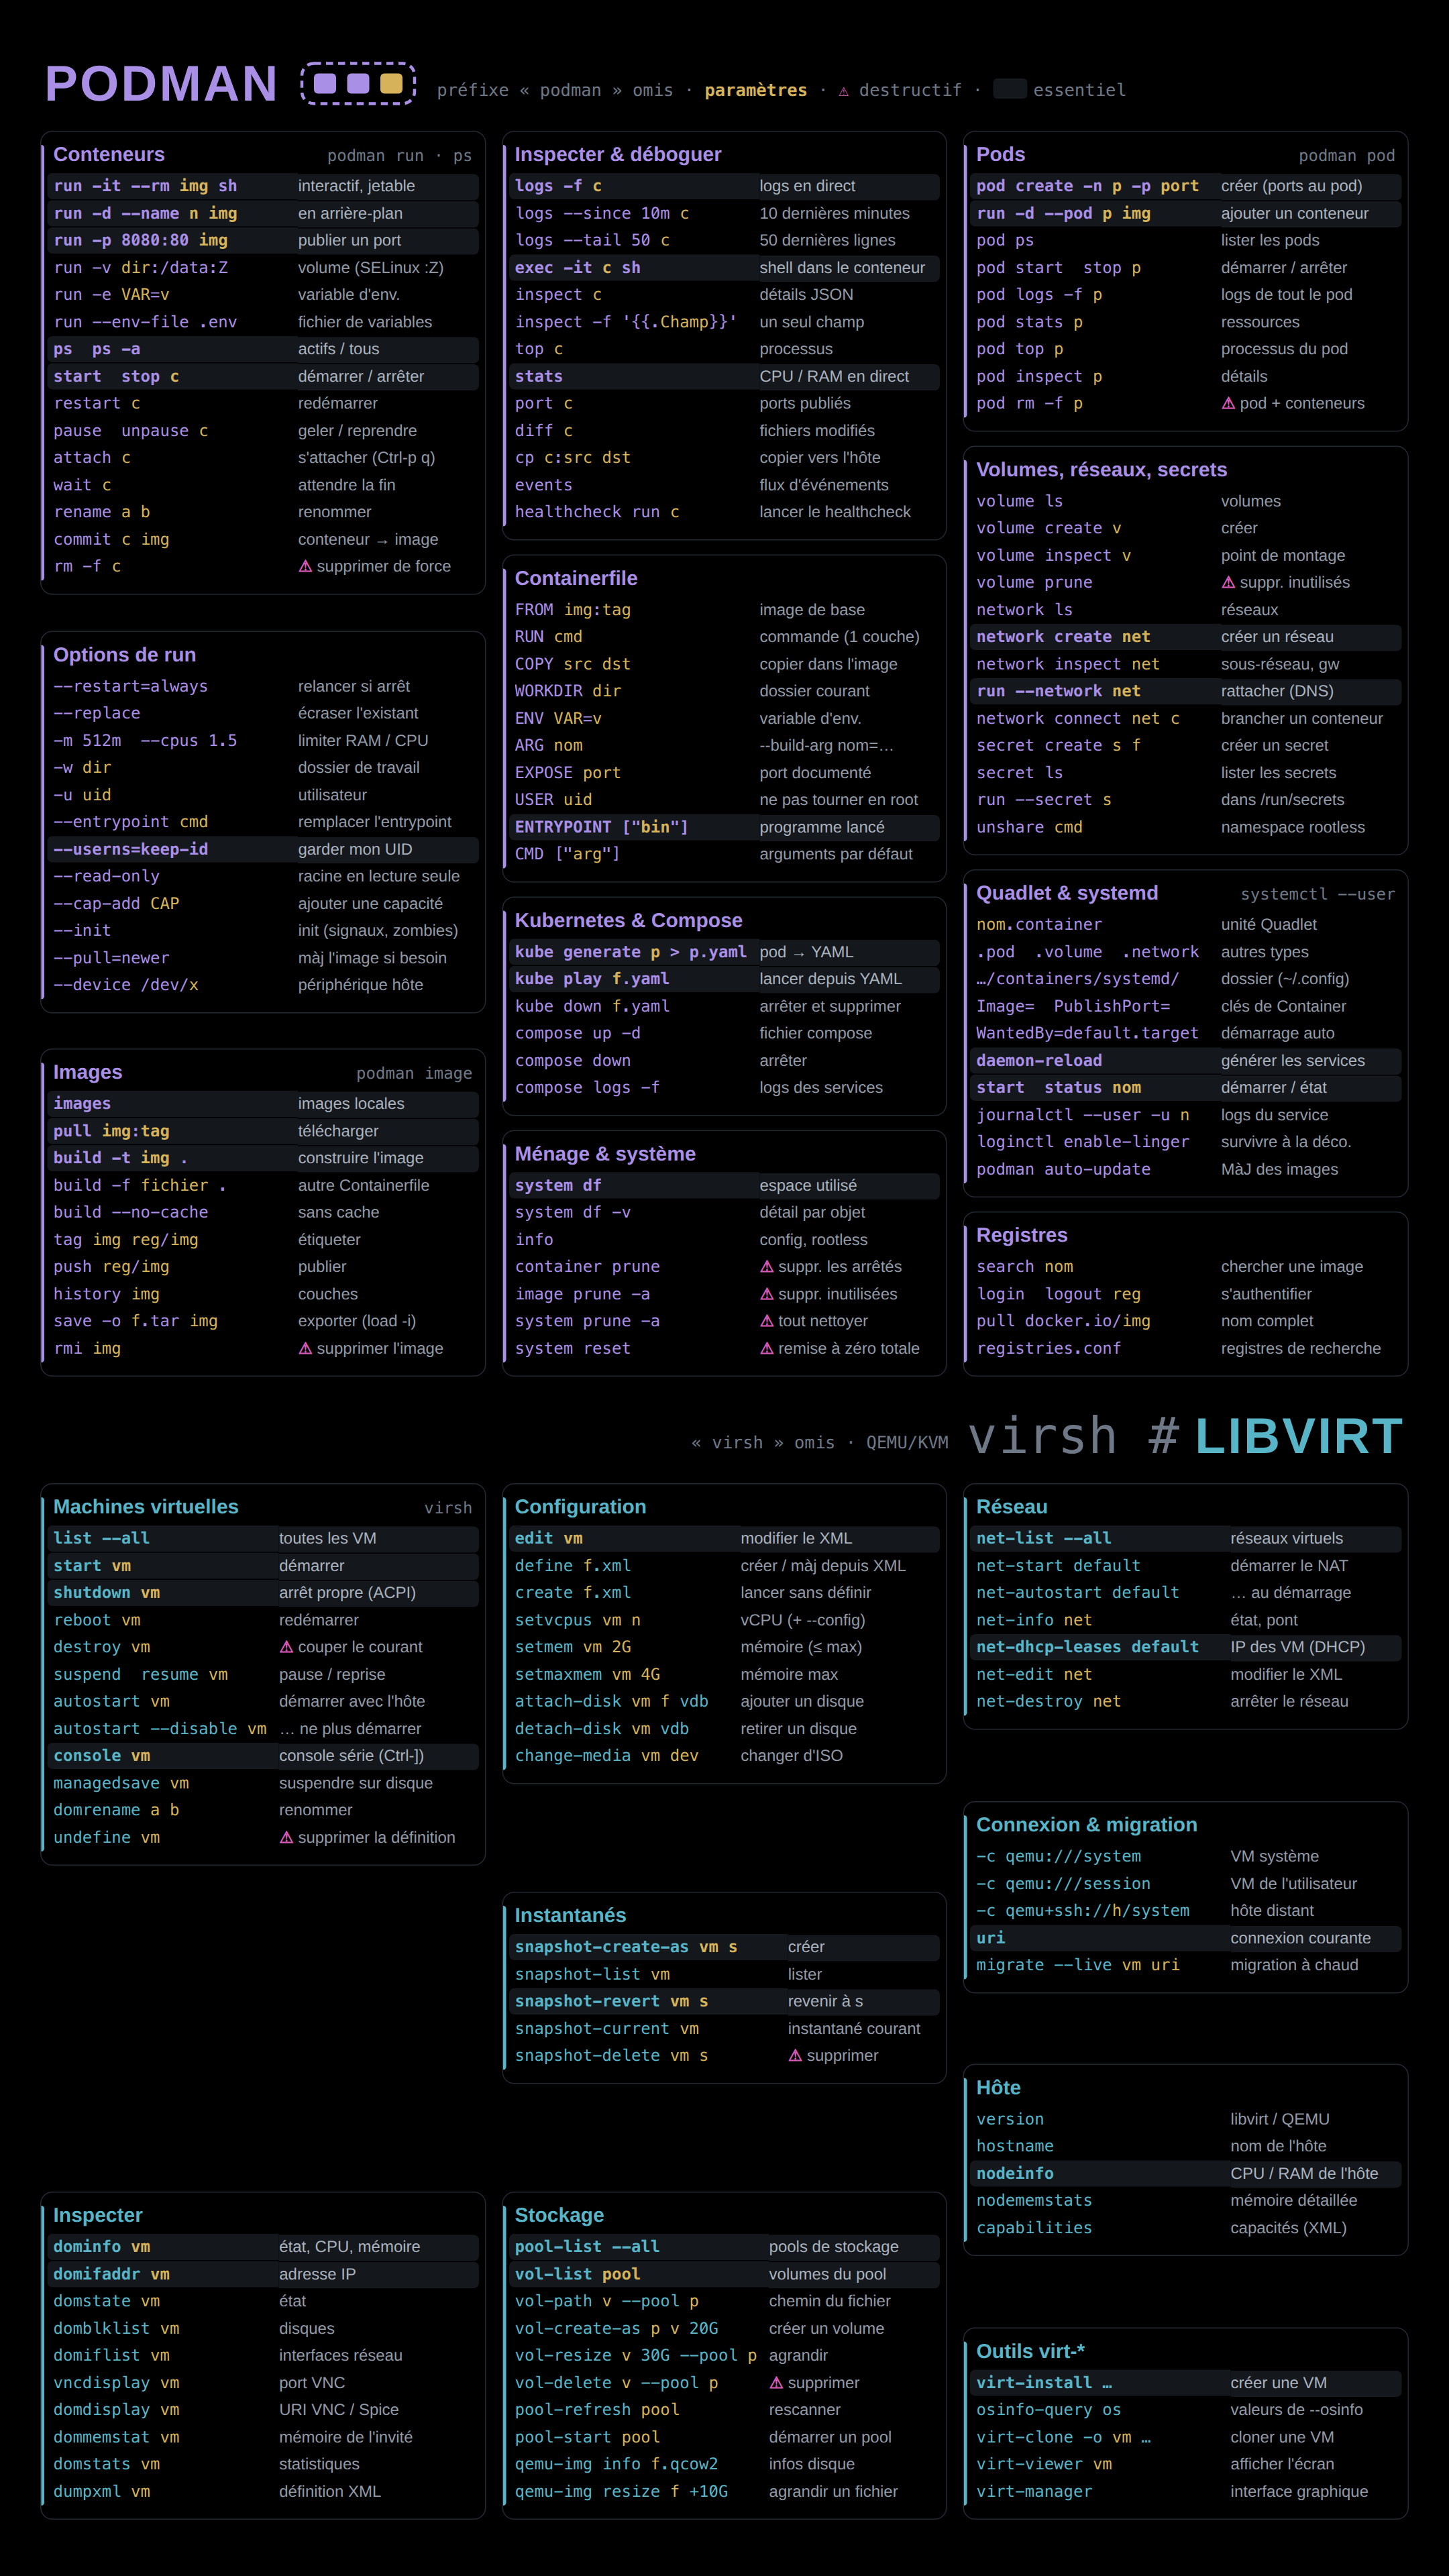 PODMAN préfixe « podman » omis · paramètres · ⚠ destructif · essentiel
Conteneurs podman run · ps
run -it --rm img sh interactif, jetable
run -d --name n img en arrière-plan
run -p 8080:80 img publier un port
run -v dir:/data:Z volume (SELinux :Z)
run -e VAR=v variable d'env.
run --env-file .env fichier de variables
ps ps -a actifs / tous
start stop c démarrer / arrêter
restart c redémarrer
pause unpause c geler / reprendre
attach c s'attacher (Ctrl-p q)
wait c attendre la fin
rename a b renommer
commit c img conteneur → image
rm -f c ⚠ supprimer de force
Options de run
--restart=always relancer si arrêt
--replace écraser l'existant
-m 512m --cpus 1.5 limiter RAM / CPU
-w dir dossier de travail
-u uid utilisateur
--entrypoint cmd remplacer l'entrypoint
--userns=keep-id garder mon UID
--read-only racine en lecture seule
--cap-add CAP ajouter une capacité
--init init (signaux, zombies)
--pull=newer màj l'image si besoin
--device /dev/x périphérique hôte
Images podman image
images images locales
pull img:tag télécharger
build -t img . construire l'image
build -f fichier . autre Containerfile
build --no-cache sans cache
tag img reg/img étiqueter
push reg/img publier
history img couches
save -o f.tar img exporter (load -i)
rmi img ⚠ supprimer l'image
Inspecter & déboguer
logs -f c logs en direct
logs --since 10m c 10 dernières minutes
logs --tail 50 c 50 dernières lignes
exec -it c sh shell dans le conteneur
inspect c détails JSON
inspect -f '{{.Champ}}' un seul champ
top c processus
stats CPU / RAM en direct
port c ports publiés
diff c fichiers modifiés
cp c:src dst copier vers l'hôte
events flux d'événements
healthcheck run c lancer le healthcheck
Containerfile
FROM img:tag image de base
RUN cmd commande (1 couche)
COPY src dst copier dans l'image
WORKDIR dir dossier courant
ENV VAR=v variable d'env.
ARG nom --build-arg nom=…
EXPOSE port port documenté
USER uid ne pas tourner en root
ENTRYPOINT ["bin"] programme lancé
CMD ["arg"] arguments par défaut
Kubernetes & Compose
kube generate p > p.yaml pod → YAML
kube play f.yaml lancer depuis YAML
kube down f.yaml arrêter et supprimer
compose up -d fichier compose
compose down arrêter
compose logs -f logs des services
Ménage & système
system df espace utilisé
system df -v détail par objet
info config, rootless
container prune ⚠ suppr. les arrêtés
image prune -a ⚠ suppr. inutilisées
system prune -a ⚠ tout nettoyer
system reset ⚠ remise à zéro totale
Pods podman pod
pod create -n p -p port créer (ports au pod)
run -d --pod p img ajouter un conteneur
pod ps lister les pods
pod start stop p démarrer / arrêter
pod logs -f p logs de tout le pod
pod stats p ressources
pod top p processus du pod
pod inspect p détails
pod rm -f p ⚠ pod + conteneurs
Volumes, réseaux, secrets
volume ls volumes
volume create v créer
volume inspect v point de montage
volume prune ⚠ suppr. inutilisés
network ls réseaux
network create net créer un réseau
network inspect net sous-réseau, gw
run --network net rattacher (DNS)
network connect net c brancher un conteneur
secret create s f créer un secret
secret ls lister les secrets
run --secret s dans /run/secrets
unshare cmd namespace rootless
Quadlet & systemd systemctl --user
nom.container unité Quadlet
.pod .volume .network autres types
…/containers/systemd/ dossier (~/.config)
Image= PublishPort= clés de Container
WantedBy=default.target démarrage auto
daemon-reload générer les services
start status nom démarrer / état
journalctl --user -u n logs du service
loginctl enable-linger survivre à la déco.
podman auto-update MàJ des images
Registres
search nom chercher une image
login logout reg s'authentifier
pull docker.io/img nom complet
registries.conf registres de recherche
« virsh » omis · QEMU/KVM virsh # LIBVIRT
Machines virtuelles virsh
list --all toutes les VM
start vm démarrer
shutdown vm arrêt propre (ACPI)
reboot vm redémarrer
destroy vm ⚠ couper le courant
suspend resume vm pause / reprise
autostart vm démarrer avec l'hôte
autostart --disable vm … ne plus démarrer
console vm console série (Ctrl-])
managedsave vm suspendre sur disque
domrename a b renommer
undefine vm ⚠ supprimer la définition
Inspecter
dominfo vm état, CPU, mémoire
domifaddr vm adresse IP
domstate vm état
domblklist vm disques
domiflist vm interfaces réseau
vncdisplay vm port VNC
domdisplay vm URI VNC / Spice
dommemstat vm mémoire de l'invité
domstats vm statistiques
dumpxml vm définition XML
Configuration
edit vm modifier le XML
define f.xml créer / màj depuis XML
create f.xml lancer sans définir
setvcpus vm n vCPU (+ --config)
setmem vm 2G mémoire (≤ max)
setmaxmem vm 4G mémoire max
attach-disk vm f vdb ajouter un disque
detach-disk vm vdb retirer un disque
change-media vm dev changer d'ISO
Instantanés
snapshot-create-as vm s créer
snapshot-list vm lister
snapshot-revert vm s revenir à s
snapshot-current vm instantané courant
snapshot-delete vm s ⚠ supprimer
Stockage
pool-list --all pools de stockage
vol-list pool volumes du pool
vol-path v --pool p chemin du fichier
vol-create-as p v 20G créer un volume
vol-resize v 30G --pool p agrandir
vol-delete v --pool p ⚠ supprimer
pool-refresh pool rescanner
pool-start pool démarrer un pool
qemu-img info f.qcow2 infos disque
qemu-img resize f +10G agrandir un fichier
Réseau
net-list --all réseaux virtuels
net-start default démarrer le NAT
net-autostart default … au démarrage
net-info net état, pont
net-dhcp-leases default IP des VM (DHCP)
net-edit net modifier le XML
net-destroy net arrêter le réseau
Connexion & migration
-c qemu:///system VM système
-c qemu:///session VM de l'utilisateur
-c qemu+ssh://h/system hôte distant
uri connexion courante
migrate --live vm uri migration à chaud
Hôte
version libvirt / QEMU
hostname nom de l'hôte
nodeinfo CPU / RAM de l'hôte
nodememstats mémoire détaillée
capabilities capacités (XML)
Outils virt-*
virt-install … créer une VM
osinfo-query os valeurs de --osinfo
virt-clone -o vm … cloner une VM
virt-viewer vm afficher l'écran
virt-manager interface graphique